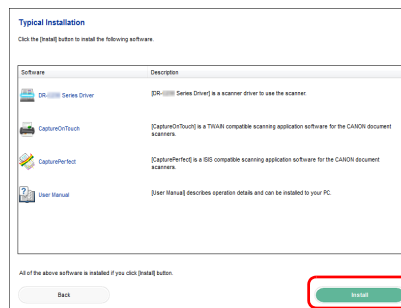 Typical Installation
Click the [Install] button to install the following software.
Software Description
DR- Series Driver [DR- Series Driver] is a scanner driver to use the scanner.
CaptureOnTouch [CaptureOnTouch] is a TWAIN compatible scanning application software for the CANON document
scanners.
CapturePerfect [CapturePerfect] is a ISIS compatible scanning application software for the CANON document
scanners.
User Manual [User Manual] describes operation details and can be installed to your PC.
All of the above software is installed if you click [Install] button.
Back Install